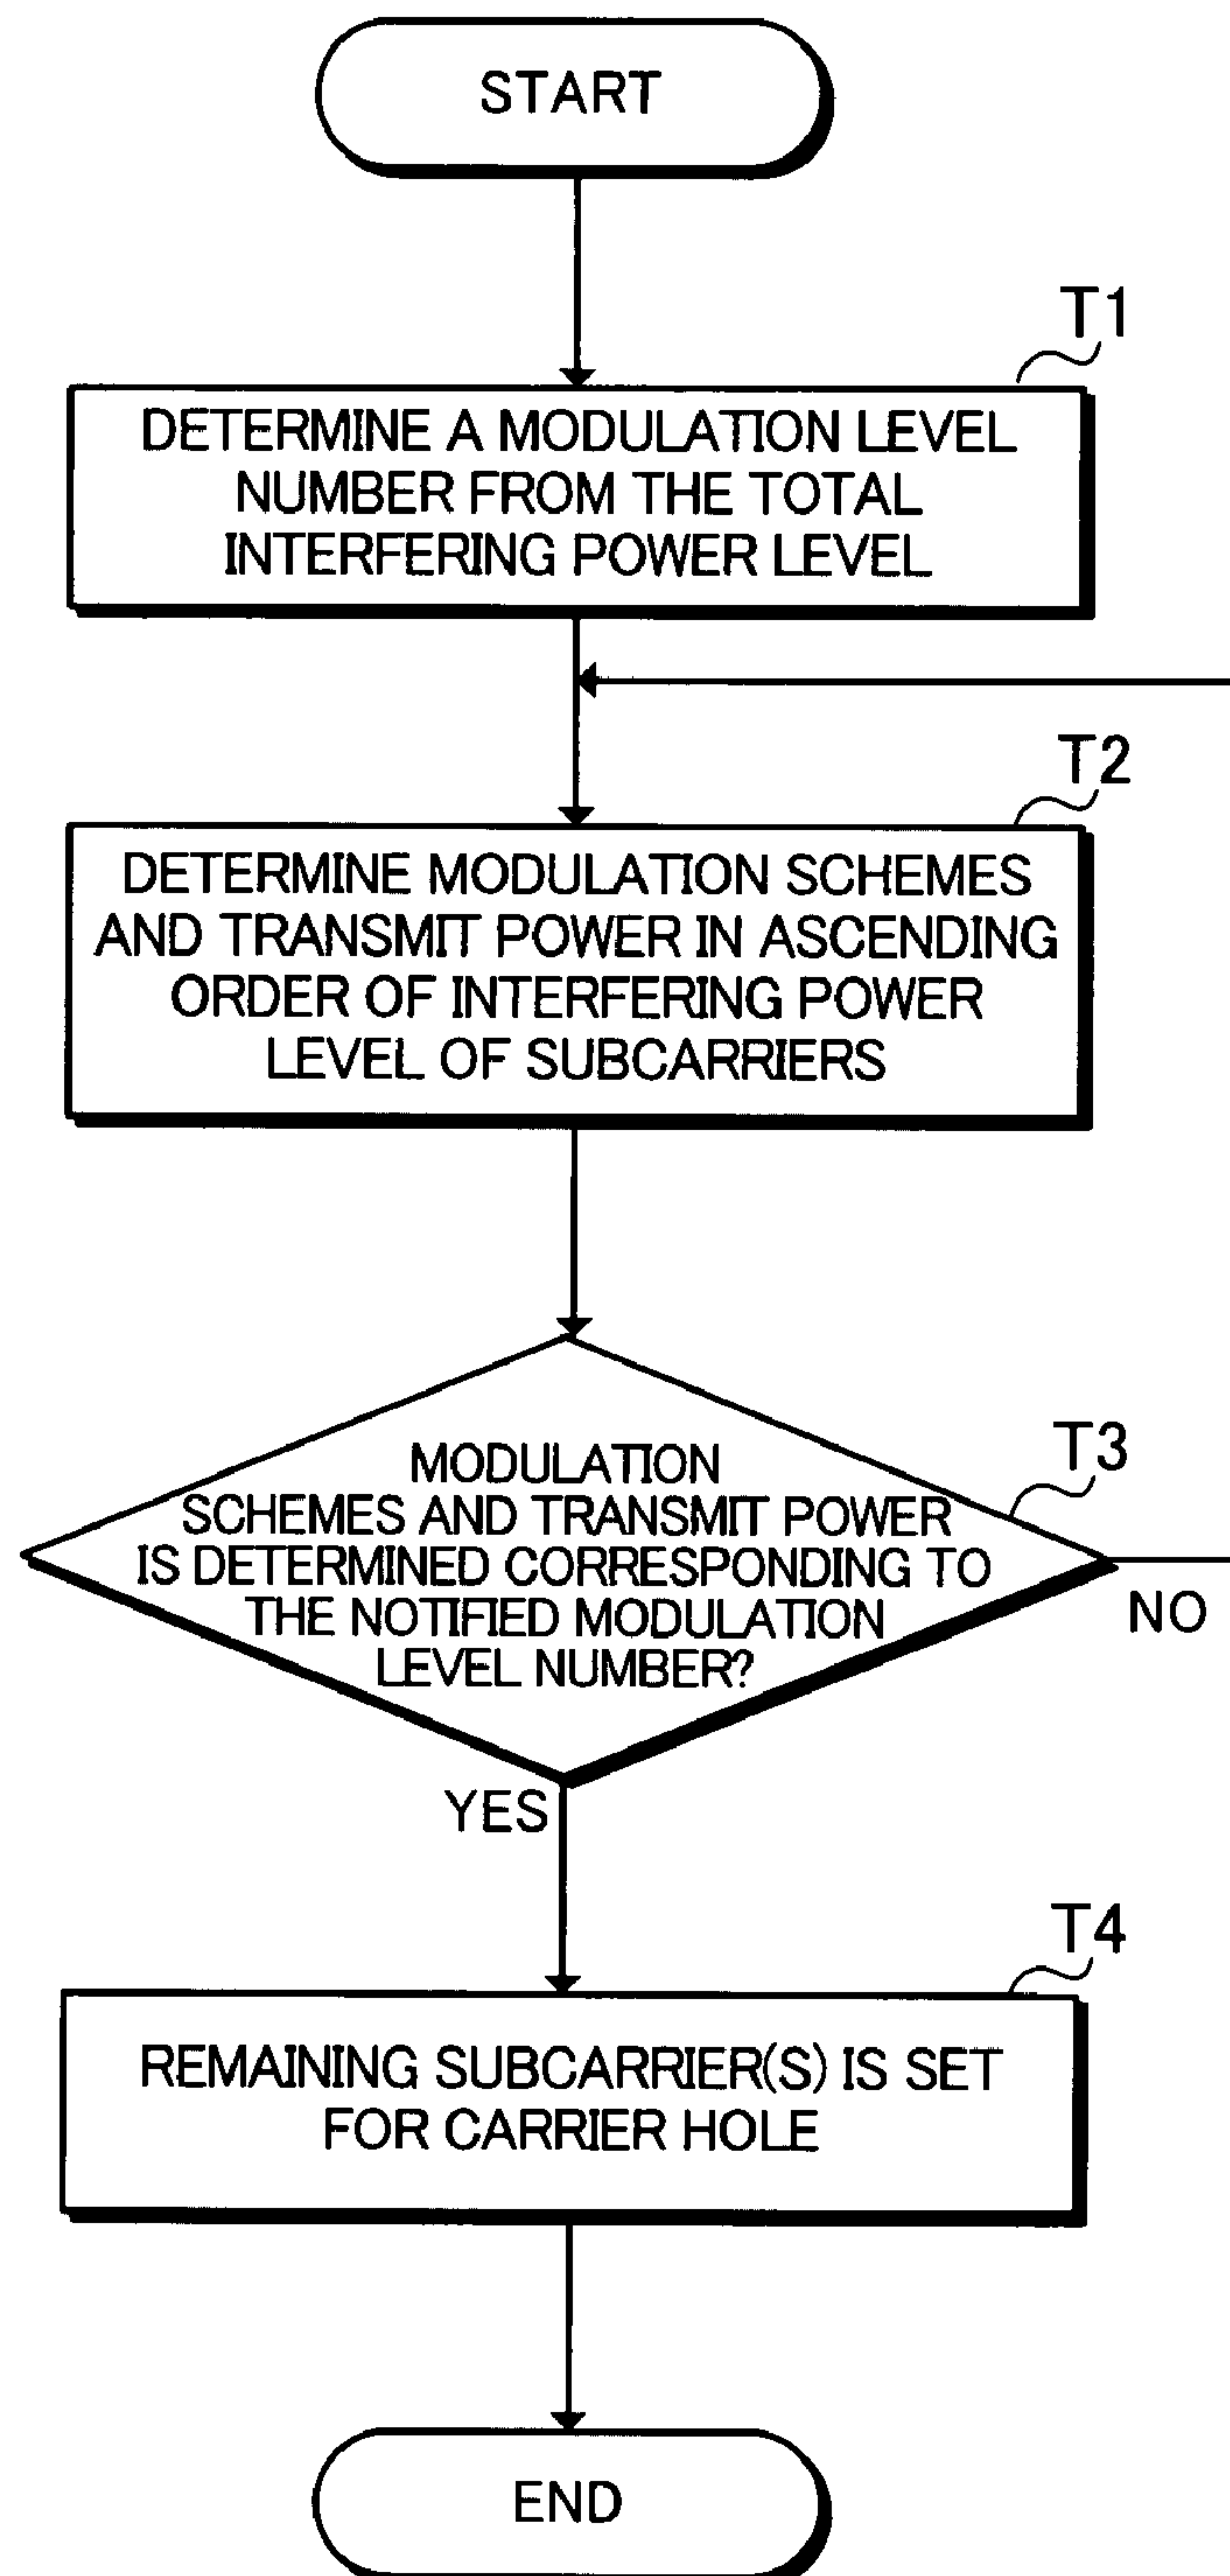 START
T1
DETERMINE A MODULATION LEVEL
NUMBER FROM THE TOTAL
INTERFERING POWER LEVEL
T2
DETERMINE MODULATION SCHEMES
AND TRANSMIT POWER IN ASCENDING
ORDER OF INTERFERING POWER
LEVEL OF SUBCARRIERS
T3
MODULATION
SCHEMES AND TRANSMIT POWER
IS DETERMINED CORRESPONDING TO
THE NOTIFIED MODULATION
LEVEL NUMBER?
NO
YES
T4
REMAINING SUBCARRIER(S) IS SET
FOR CARRIER HOLE
END